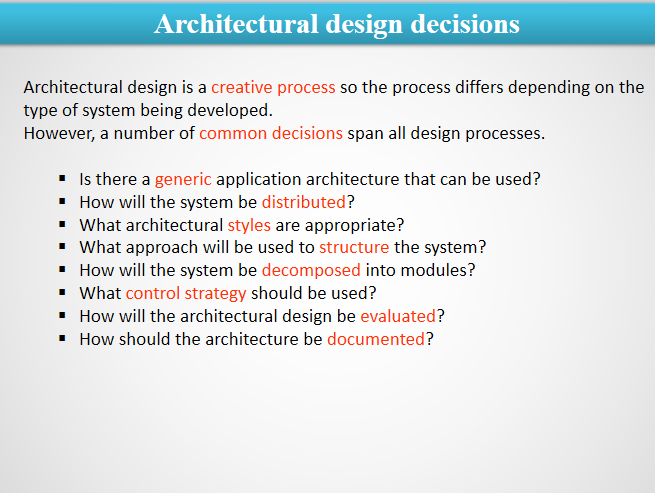 Architectural design decisions
Architectural design is a creative process so the process differs depending on the
type of system being developed.
However, a number of common decisions span all design processes.
▪ Is there a generic application architecture that can be used?
▪ How will the system be distributed?
▪ What architectural styles are appropriate?
▪ What approach will be used to structure the system?
▪ How will the system be decomposed into modules?
▪ What control strategy should be used?
▪ How will the architectural design be evaluated?
▪ How should the architecture be documented?